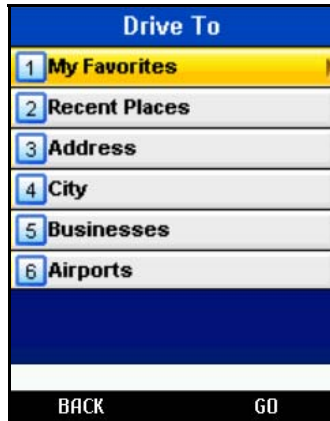 Drive To
1 My Favorites
2 Recent Places
3 Address
4 City
5 Businesses
6 Airports
BACK GO